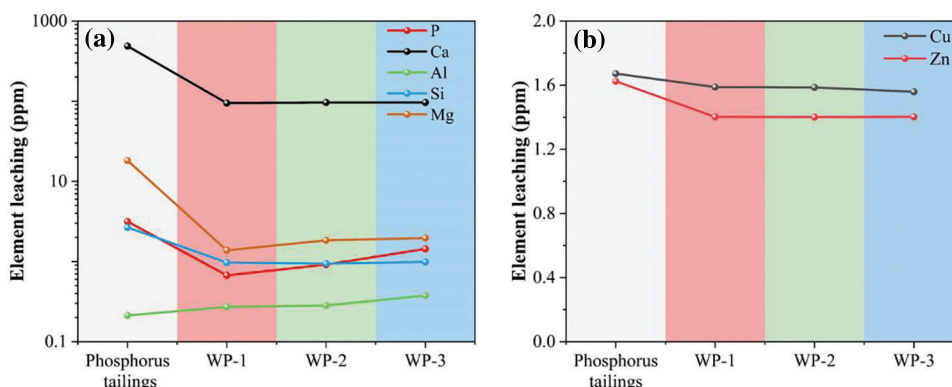 (a)
P
Ca
Al
Si
Mg
1000
10
1
0.1
Element leaching (ppm)
Phosphorus
tailings
WP-1
WP-2
WP-3
(b)
Cu
Zn
2.0
1.6
1.2
0.8
0.4
0.0
Element leaching (ppm)
Phosphorus
tailings
WP-1
WP-2
WP-3